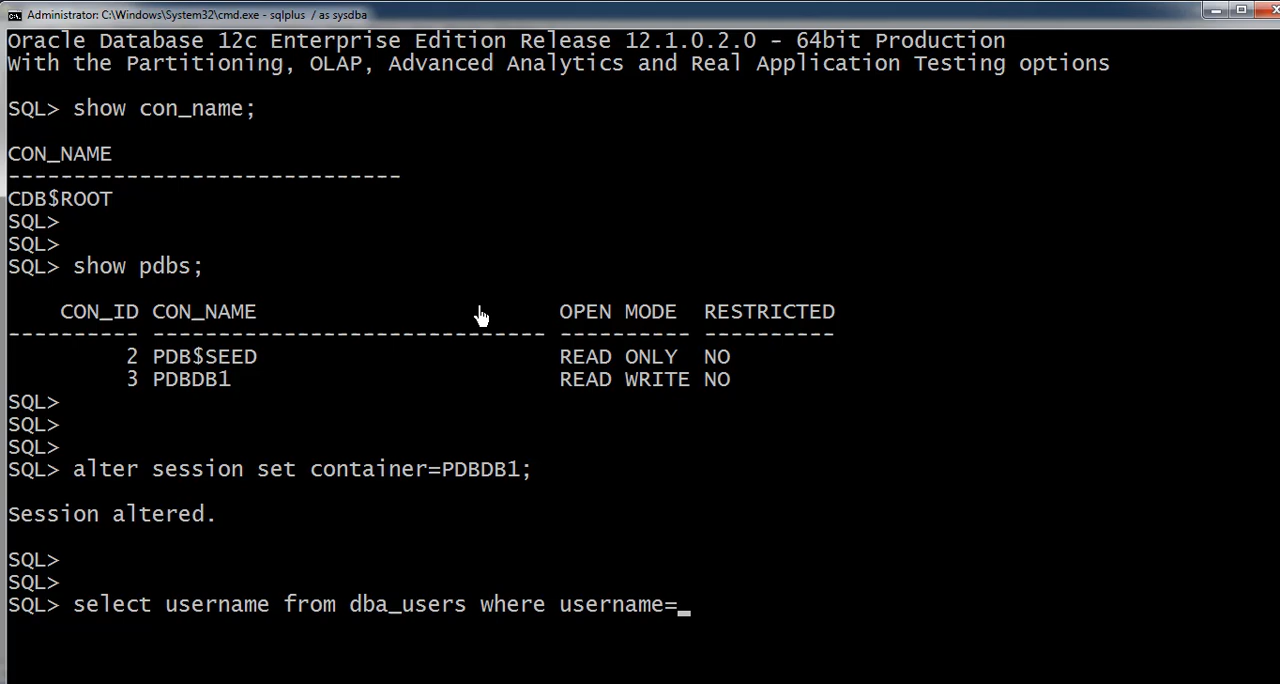 Administrator: C:\Windows\System32\cmd.exe - sqlplus / as sysdba
Oracle Database 12c Enterprise Edition Release 12.1.0.2.0 - 64bit Production
With the Partitioning, OLAP, Advanced Analytics and Real Application Testing options
SQL> show con_name;
CON_NAME
------------------------------
CDB$ROOT
SQL>
SQL>
SQL> show pdbs;
    CON_ID CON_NAME                       OPEN MODE  RESTRICTED
---------- ------------------------------ ---------- ----------
         2 PDB$SEED                       READ ONLY  NO
         3 PDBDB1                         READ WRITE NO
SQL>
SQL>
SQL>
SQL> alter session set container=PDBDB1;
Session altered.
SQL>
SQL>
SQL> select username from dba_users where username=_